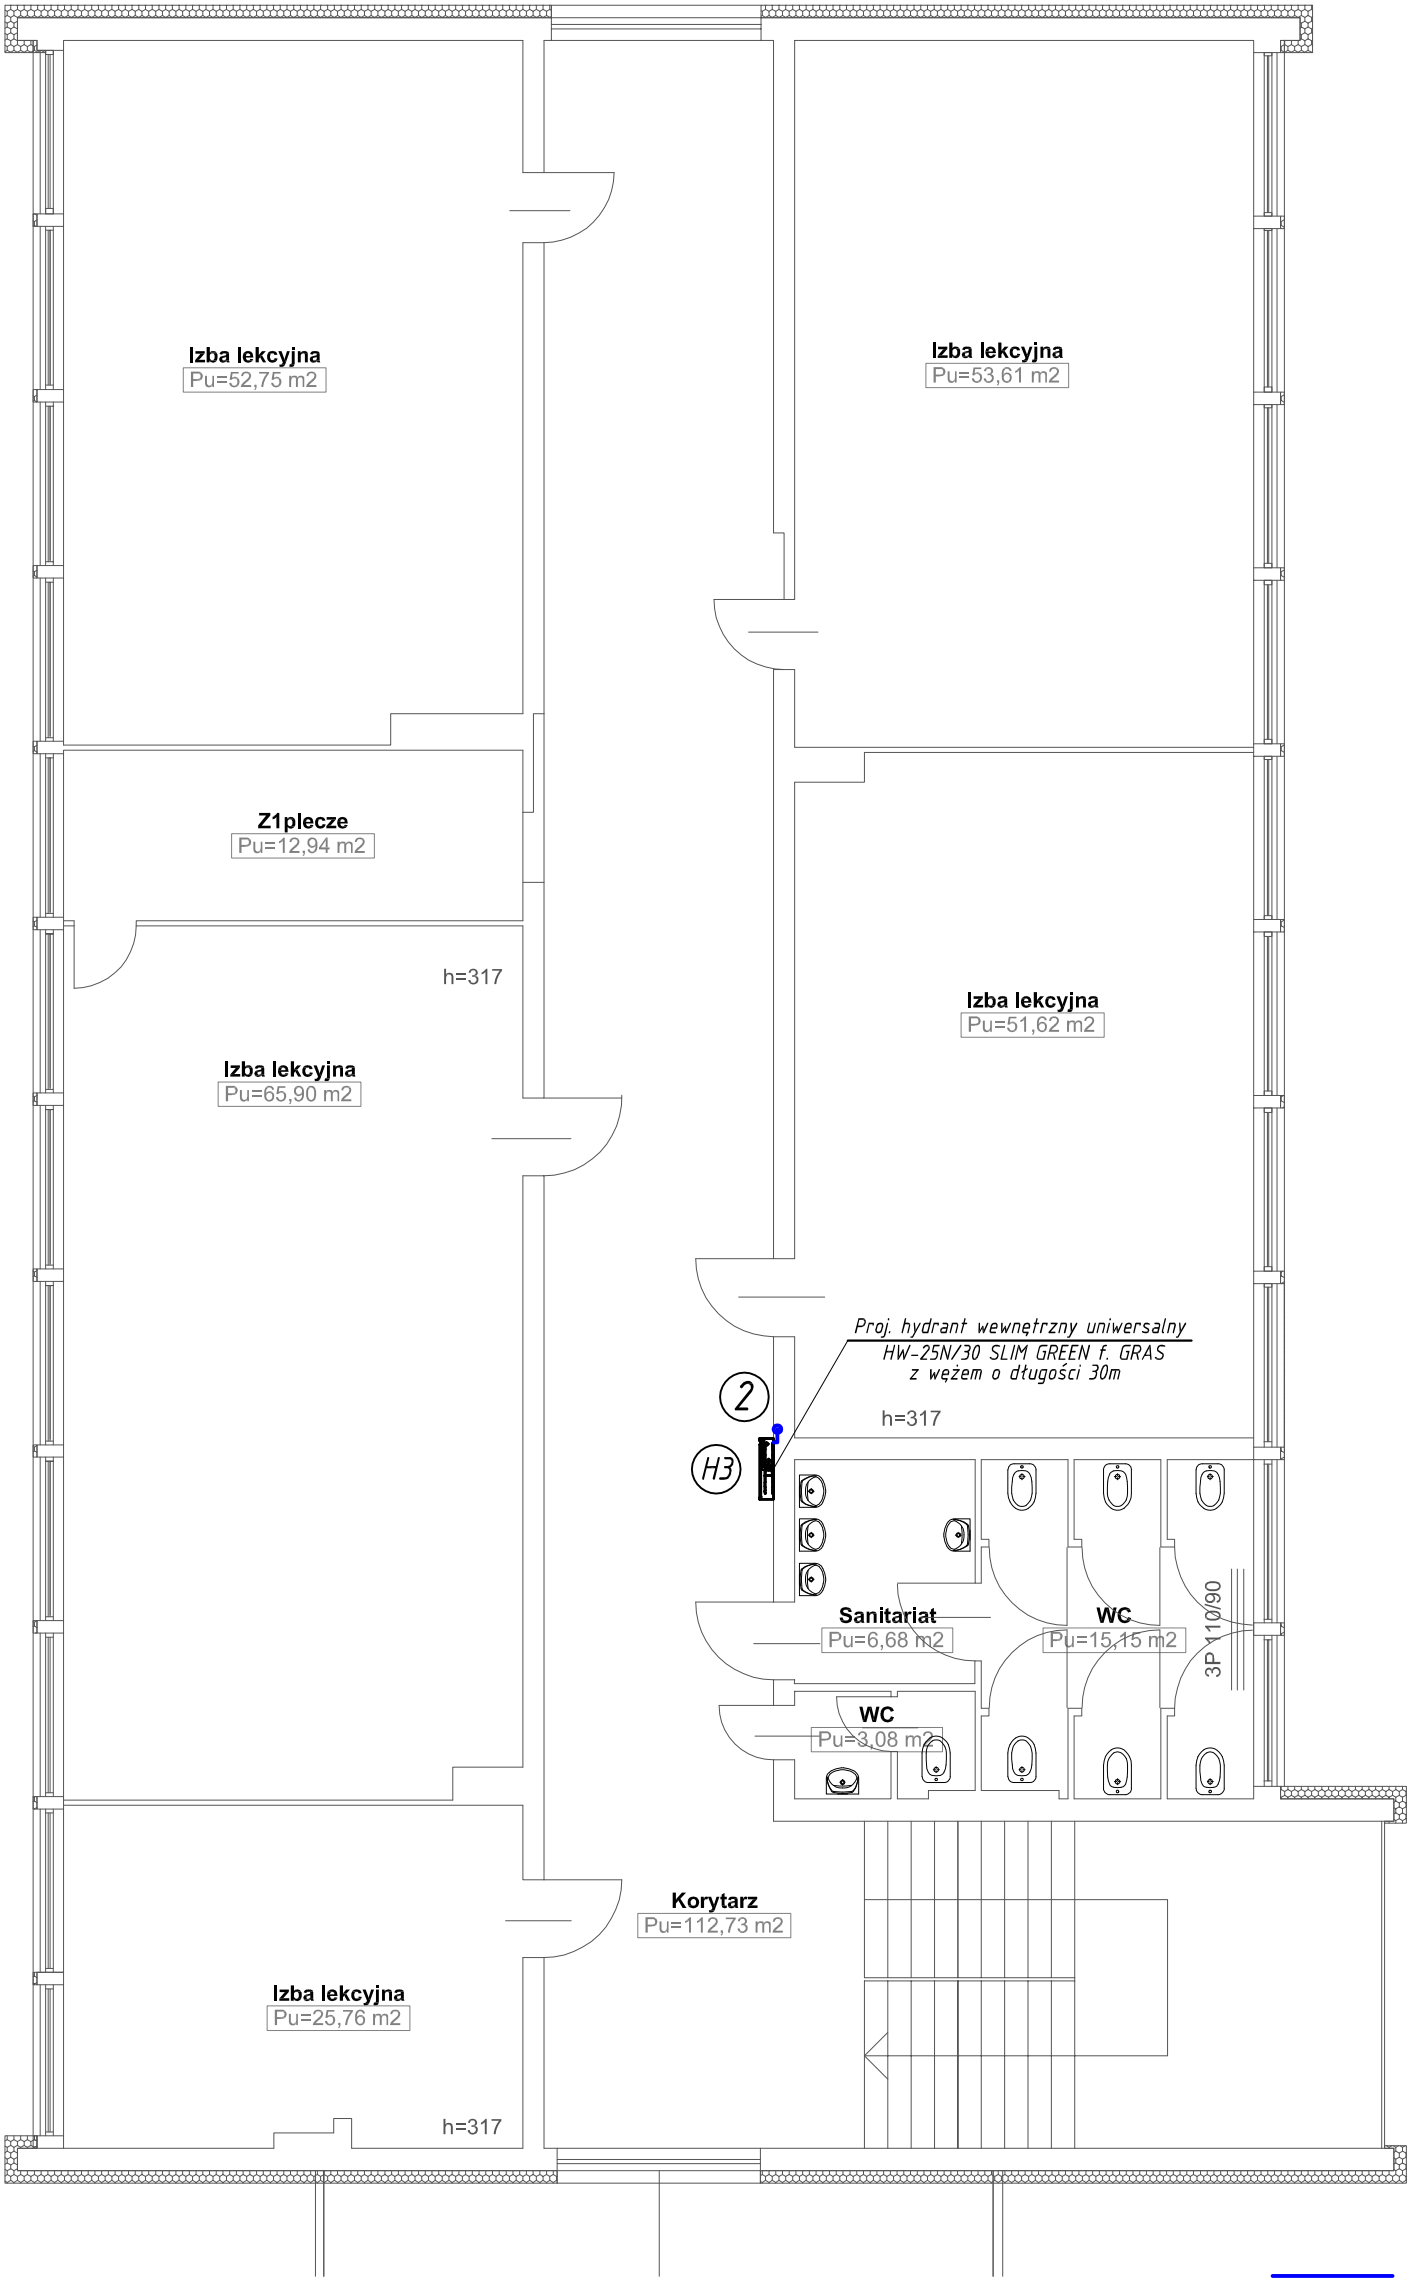 Izba lekcyjna
Pu=52,75 m2
Izba lekcyjna
Pu=53,61 m2
Z1plecze
Pu=12,94 m2
h=317
Izba lekcyjna
Pu=51,62 m2
Izba lekcyjna
Pu=65,90 m2
Proj. hydrant wewnętrzny uniwersalny
HW-25N/30 SLIM GREEN f. GRAS
z wężem o długości 30m
2
h=317
H3
Sanitariat
Pu=6,68 m2
WC
Pu=15,15 m2
3P 110/90
WC
Pu=3,08 m2
Korytarz
Pu=112,73 m2
Izba lekcyjna
Pu=25,76 m2
h=317